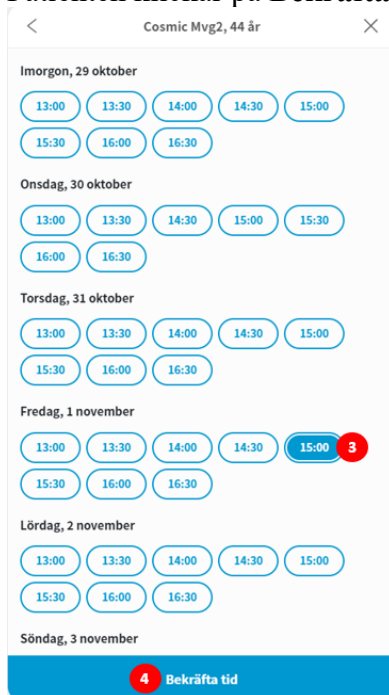 Cosmic Mvg2, 44 år
Imorgon, 29 oktober
13:00 13:30 14:00 14:30 15:00
15:30 16:00 16:30
Onsdag, 30 oktober
13:00 13:30 14:30 15:00 15:30
16:00 16:30
Torsdag, 31 oktober
13:00 13:30 14:00 14:30 15:00
15:30 16:00 16:30
Fredag, 1 november
13:00 13:30 14:00 14:30 15:00 3
15:30 16:00 16:30
Lördag, 2 november
13:00 13:30 14:00 14:30 15:00
15:30 16:00 16:30
Söndag, 3 november
4 Bekräfta tid